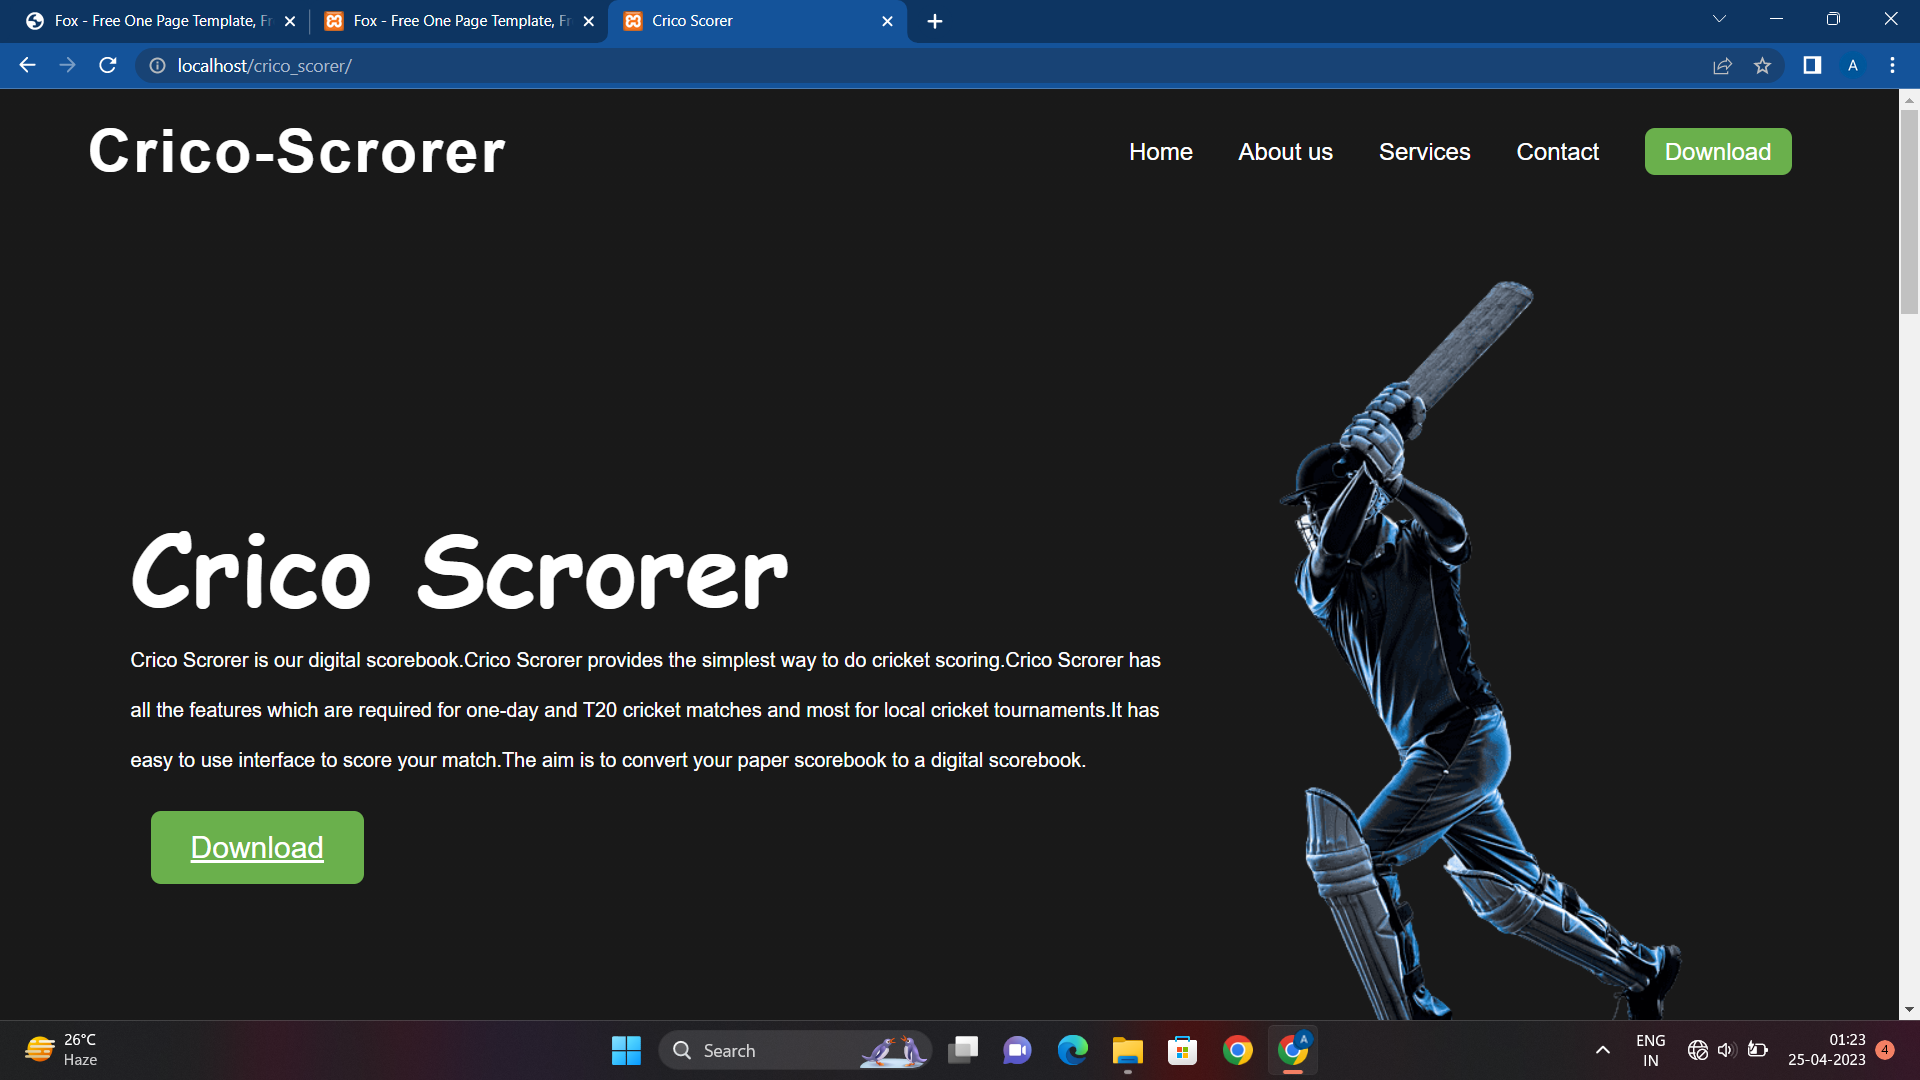 Fox - Free One Page Template, Fr
Fox - Free One Page Template, Fr
Crico Scorer
localhost/crico_scorer/
A
Crico-Scrorer
Home
About us
Services
Contact
Download
Crico Scrorer
Crico Scrorer is our digital scorebook.Crico Scrorer provides the simplest way to do cricket scoring.Crico Scrorer has
all the features which are required for one-day and T20 cricket matches and most for local cricket tournaments.It has
easy to use interface to score your match.The aim is to convert your paper scorebook to a digital scorebook.
Download
26°C
Haze
Search
A
ENG
IN
01:23
25-04-2023
4